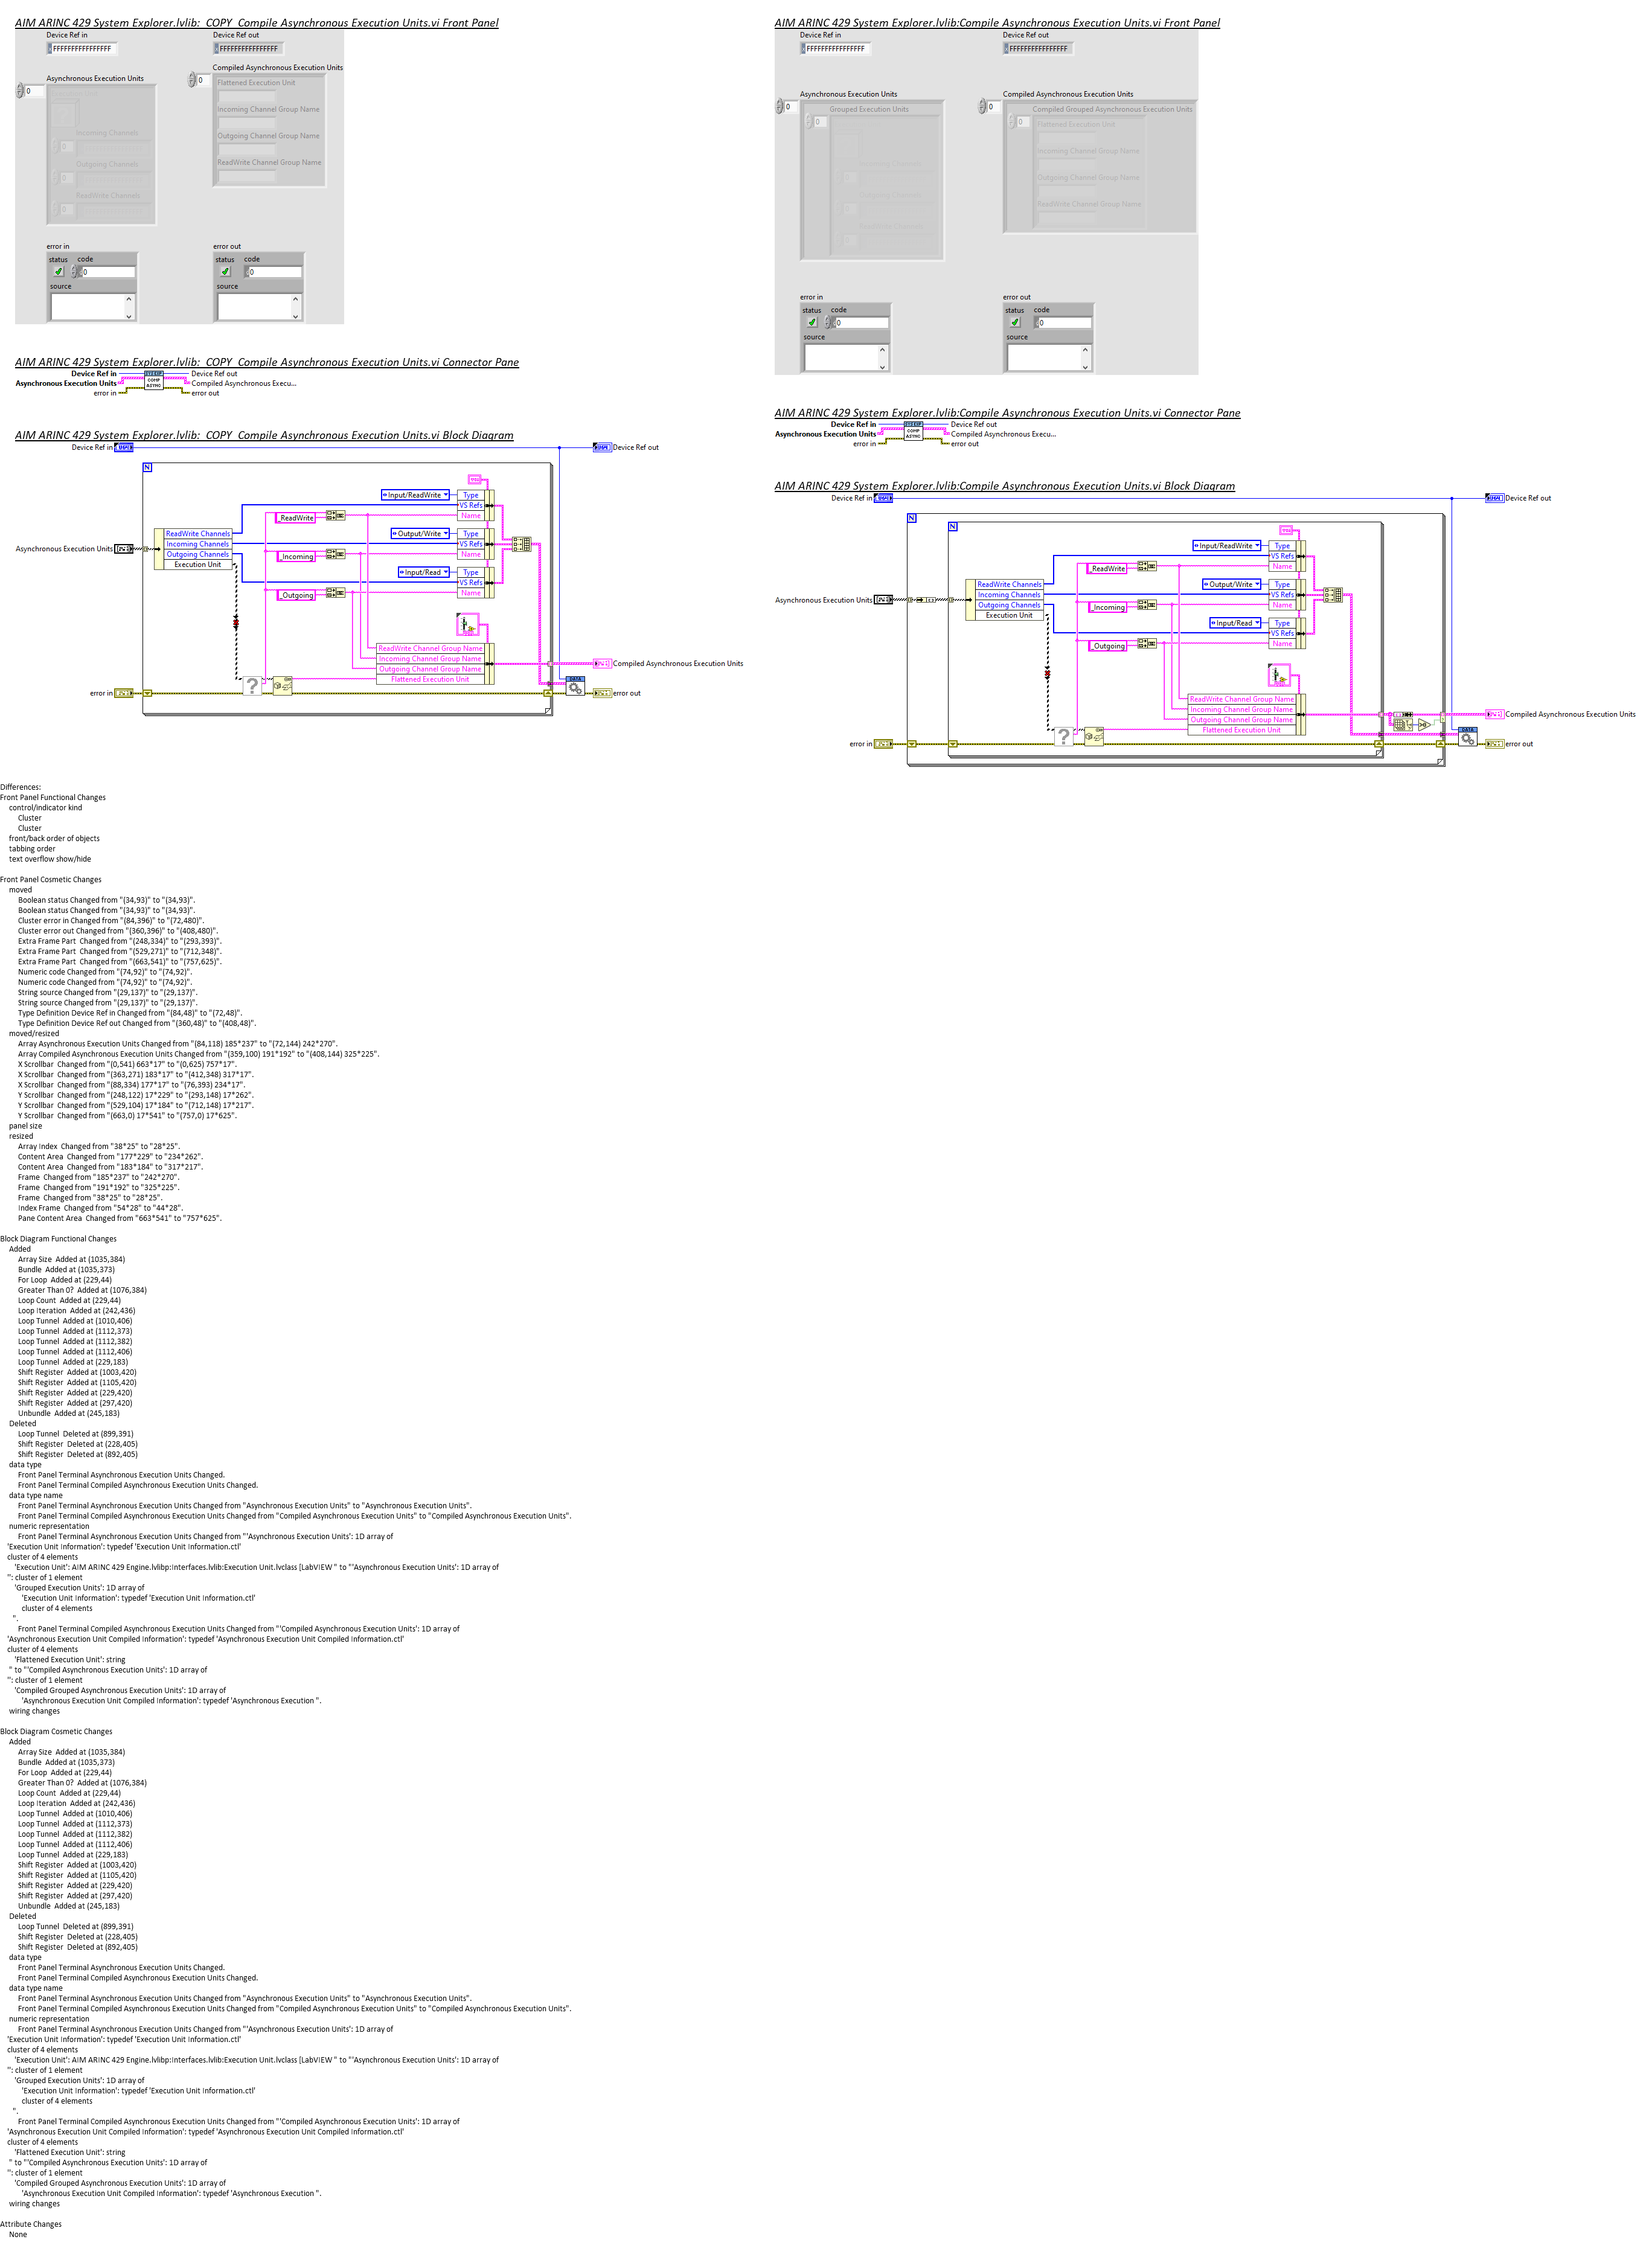 AIM ARINC 429 System Explorer.lvlib:_COPY_Compile Asynchronous Execution Units.vi Front Panel
Device Ref in
Device Ref out
FFFFFFFFFFFFFFFF
FFFFFFFFFFFFFFFF
Compiled Asynchronous Execution Units
Asynchronous Execution Units
0
Flattened Execution Unit
0
Incoming Channel Group Name
Incoming Channels
0
Outgoing Channel Group Name
Outgoing Channels
ReadWrite Channel Group Name
0
ReadWrite Channels
0
error in
error out
status code
status code
0
0
source
source
AIM ARINC 429 System Explorer.lvlib:_COPY_Compile Asynchronous Execution Units.vi Connector Pane
Device Ref in
Device Ref out
Asynchronous Execution Units
COMP ASYNC
Compiled Asynchronous Execu...
error in
error out
AIM ARINC 429 System Explorer.lvlib:_COPY_Compile Asynchronous Execution Units.vi Block Diagram
Device Ref in
Device Ref out
N
Input/ReadWrite
Type
VS Refs
_ReadWrite
Name
ReadWrite Channels
Output/Write
Type
Incoming Channels
VS Refs
Asynchronous Execution Units
Outgoing Channels
_Incoming
Name
Execution Unit
Input/Read
Type
VS Refs
_Outgoing
Name
ReadWrite Channel Group Name
Incoming Channel Group Name
Compiled Asynchronous Execution Units
Outgoing Channel Group Name
Flattened Execution Unit
DATA
error in
?
error out
AIM ARINC 429 System Explorer.lvlib:Compile Asynchronous Execution Units.vi Front Panel
Device Ref in
Device Ref out
FFFFFFFFFFFFFFFF
FFFFFFFFFFFFFFFF
Asynchronous Execution Units
Compiled Asynchronous Execution Units
0
Grouped Execution Units
0
Compiled Grouped Asynchronous Execution Units
0
0
Flattened Execution Unit
Incoming Channel Group Name
Outgoing Channel Group Name
ReadWrite Channel Group Name
error in
error out
status code
status code
0
0
source
source
AIM ARINC 429 System Explorer.lvlib:Compile Asynchronous Execution Units.vi Connector Pane
Device Ref in
Device Ref out
Asynchronous Execution Units
COMP ASYNC
Compiled Asynchronous Execu...
error in
error out
AIM ARINC 429 System Explorer.lvlib:Compile Asynchronous Execution Units.vi Block Diagram
Device Ref in
Device Ref out
N
N
Input/ReadWrite
Type
VS Refs
_ReadWrite
Name
ReadWrite Channels
Output/Write
Type
Incoming Channels
VS Refs
Asynchronous Execution Units
Outgoing Channels
_Incoming
Name
Execution Unit
Input/Read
Type
VS Refs
_Outgoing
Name
ReadWrite Channel Group Name
Incoming Channel Group Name
Compiled Asynchronous Execution Units
Outgoing Channel Group Name
Flattened Execution Unit
DATA
error in
?
error out
Differences:
Front Panel Functional Changes
control/indicator kind
Cluster
Cluster
front/back order of objects
tabbing order
text overflow show/hide
Front Panel Cosmetic Changes
moved
Boolean status Changed from "(34,93)" to "(34,93)".
Boolean status Changed from "(34,93)" to "(34,93)".
Cluster error in Changed from "(84,396)" to "(72,480)".
Cluster error out Changed from "(360,396)" to "(408,480)".
Extra Frame Part Changed from "(248,334)" to "(293,393)".
Extra Frame Part Changed from "(529,271)" to "(712,348)".
Extra Frame Part Changed from "(663,541)" to "(757,625)".
Numeric code Changed from "(74,92)" to "(74,92)".
Numeric code Changed from "(74,92)" to "(74,92)".
String source Changed from "(29,137)" to "(29,137)".
String source Changed from "(29,137)" to "(29,137)".
Type Definition Device Ref in Changed from "(84,48)" to "(72,48)".
Type Definition Device Ref out Changed from "(360,48)" to "(408,48)".
moved/resized
Array Asynchronous Execution Units Changed from "(84,118) 185*237" to "(72,144) 242*270".
Array Compiled Asynchronous Execution Units Changed from "(359,100) 191*192" to "(408,144) 325*225".
X Scrollbar Changed from "(0,541) 663*17" to "(0,625) 757*17".
X Scrollbar Changed from "(363,271) 183*17" to "(412,348) 317*17".
X Scrollbar Changed from "(88,334) 177*17" to "(76,393) 234*17".
Y Scrollbar Changed from "(248,122) 17*229" to "(293,148) 17*262".
Y Scrollbar Changed from "(529,104) 17*184" to "(712,148) 17*217".
Y Scrollbar Changed from "(663,0) 17*541" to "(757,0) 17*625".
panel size
resized
Array Index Changed from "38*25" to "28*25".
Content Area Changed from "177*229" to "234*262".
Content Area Changed from "183*184" to "317*217".
Frame Changed from "185*237" to "242*270".
Frame Changed from "191*192" to "325*225".
Frame Changed from "38*25" to "28*25".
Index Frame Changed from "54*28" to "44*28".
Pane Content Area Changed from "663*541" to "757*625".
Block Diagram Functional Changes
Added
Array Size Added at (1035,384)
Bundle Added at (1035,373)
For Loop Added at (229,44)
Greater Than 0? Added at (1076,384)
Loop Count Added at (229,44)
Loop Iteration Added at (242,436)
Loop Tunnel Added at (1010,406)
Loop Tunnel Added at (1112,373)
Loop Tunnel Added at (1112,382)
Loop Tunnel Added at (1112,406)
Loop Tunnel Added at (229,183)
Shift Register Added at (1003,420)
Shift Register Added at (1105,420)
Shift Register Added at (229,420)
Shift Register Added at (297,420)
Unbundle Added at (245,183)
Deleted
Loop Tunnel Deleted at (899,391)
Shift Register Deleted at (228,405)
Shift Register Deleted at (892,405)
data type
Front Panel Terminal Asynchronous Execution Units Changed.
Front Panel Terminal Compiled Asynchronous Execution Units Changed.
data type name
Front Panel Terminal Asynchronous Execution Units Changed from "Asynchronous Execution Units" to "Asynchronous Execution Units".
Front Panel Terminal Compiled Asynchronous Execution Units Changed from "Compiled Asynchronous Execution Units" to "Compiled Asynchronous Execution Units".
numeric representation
Front Panel Terminal Asynchronous Execution Units Changed from "'Asynchronous Execution Units': 1D array of
'Execution Unit Information': typedef 'Execution Unit Information.ctl'
cluster of 4 elements
'Execution Unit': AIM ARINC 429 Engine.lvlibp:Interfaces.lvlib:Execution Unit.lvclass [LabVIEW " to "'Asynchronous Execution Units': 1D array of
'': cluster of 1 element
'Grouped Execution Units': 1D array of
'Execution Unit Information': typedef 'Execution Unit Information.ctl'
cluster of 4 elements
".
Front Panel Terminal Compiled Asynchronous Execution Units Changed from "'Compiled Asynchronous Execution Units': 1D array of
'Asynchronous Execution Unit Compiled Information': typedef 'Asynchronous Execution Unit Compiled Information.ctl'
cluster of 4 elements
'Flattened Execution Unit': string
" to "'Compiled Asynchronous Execution Units': 1D array of
'': cluster of 1 element
'Compiled Grouped Asynchronous Execution Units': 1D array of
'Asynchronous Execution Unit Compiled Information': typedef 'Asynchronous Execution ".
wiring changes
Block Diagram Cosmetic Changes
Added
Array Size Added at (1035,384)
Bundle Added at (1035,373)
For Loop Added at (229,44)
Greater Than 0? Added at (1076,384)
Loop Count Added at (229,44)
Loop Iteration Added at (242,436)
Loop Tunnel Added at (1010,406)
Loop Tunnel Added at (1112,373)
Loop Tunnel Added at (1112,382)
Loop Tunnel Added at (1112,406)
Loop Tunnel Added at (229,183)
Shift Register Added at (1003,420)
Shift Register Added at (1105,420)
Shift Register Added at (229,420)
Shift Register Added at (297,420)
Unbundle Added at (245,183)
Deleted
Loop Tunnel Deleted at (899,391)
Shift Register Deleted at (228,405)
Shift Register Deleted at (892,405)
data type
Front Panel Terminal Asynchronous Execution Units Changed.
Front Panel Terminal Compiled Asynchronous Execution Units Changed.
data type name
Front Panel Terminal Asynchronous Execution Units Changed from "Asynchronous Execution Units" to "Asynchronous Execution Units".
Front Panel Terminal Compiled Asynchronous Execution Units Changed from "Compiled Asynchronous Execution Units" to "Compiled Asynchronous Execution Units".
numeric representation
Front Panel Terminal Asynchronous Execution Units Changed from "'Asynchronous Execution Units': 1D array of
'Execution Unit Information': typedef 'Execution Unit Information.ctl'
cluster of 4 elements
'Execution Unit': AIM ARINC 429 Engine.lvlibp:Interfaces.lvlib:Execution Unit.lvclass [LabVIEW " to "'Asynchronous Execution Units': 1D array of
'': cluster of 1 element
'Grouped Execution Units': 1D array of
'Execution Unit Information': typedef 'Execution Unit Information.ctl'
cluster of 4 elements
".
Front Panel Terminal Compiled Asynchronous Execution Units Changed from "'Compiled Asynchronous Execution Units': 1D array of
'Asynchronous Execution Unit Compiled Information': typedef 'Asynchronous Execution Unit Compiled Information.ctl'
cluster of 4 elements
'Flattened Execution Unit': string
" to "'Compiled Asynchronous Execution Units': 1D array of
'': cluster of 1 element
'Compiled Grouped Asynchronous Execution Units': 1D array of
'Asynchronous Execution Unit Compiled Information': typedef 'Asynchronous Execution ".
wiring changes
Attribute Changes
None